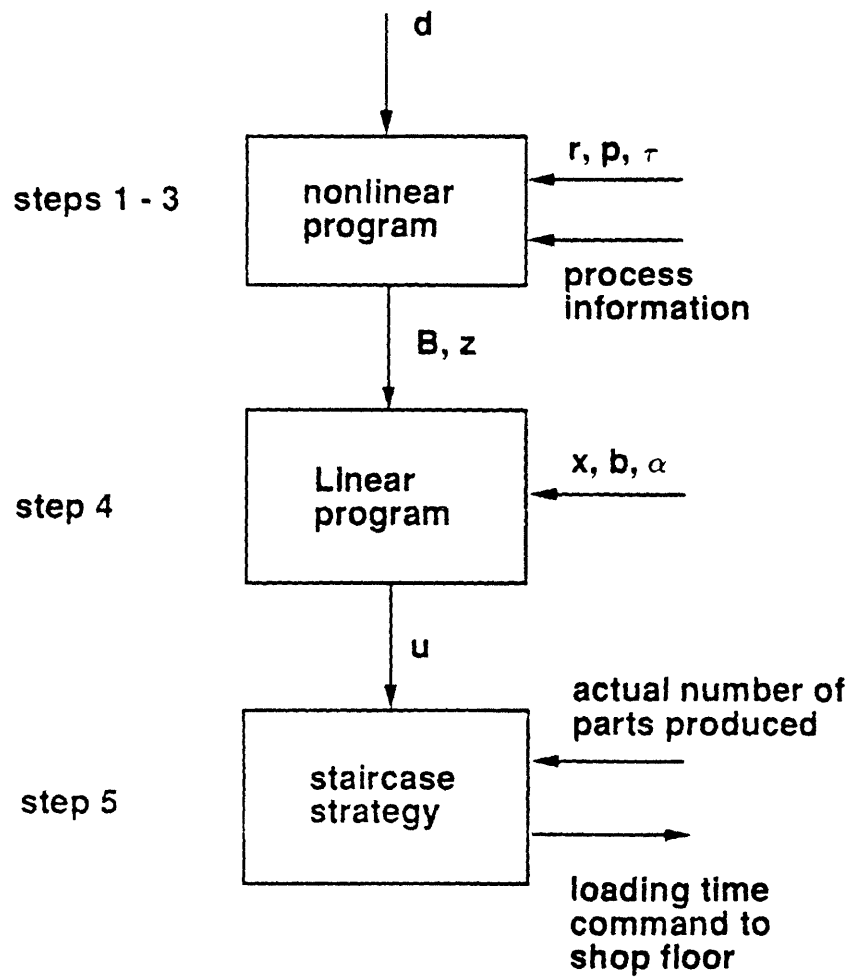 d
steps 1 - 3
nonlinear
program
r, p, τ
process
information
B, z
step 4
Linear
program
x, b, α
u
step 5
staircase
strategy
actual number of
parts produced
loading time
command to
shop floor